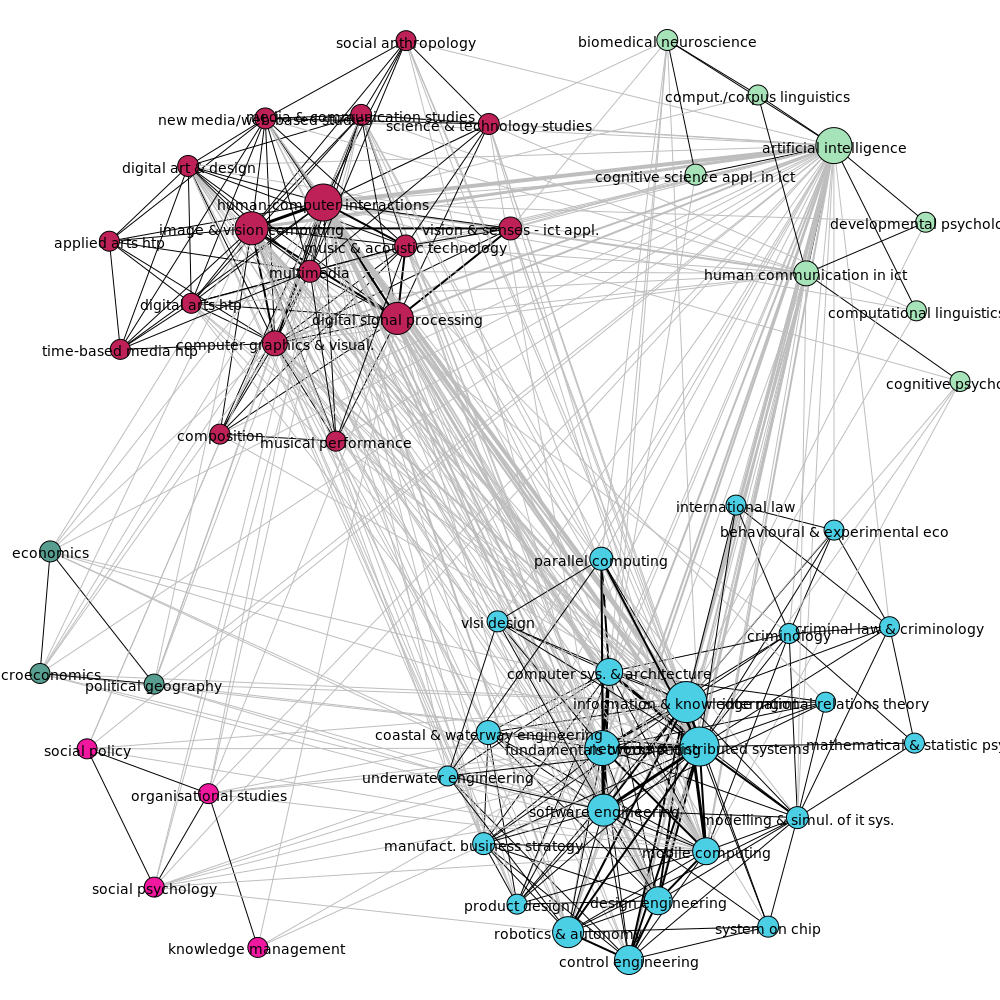 social anthropology
biomedical neuroscience
comput./corpus linguistics
new media/web based studies
media & communication studies
science & technology studies
artificial intelligence
digital art & design
cognitive science appl. in ict
human computer interactions
developmental psycholo
image & vision computing
vision & senses - ict appl.
applied arts htp
music & acoustic technology
multimedia
human communication in ict
digital arts htp
computational linguistics
digital signal processing
time-based media htp
computer graphics & visual.
cognitive psycho
composition
musical performance
international law
behavioural & experimental eco
economics
parallel computing
vlsi design
criminology
criminal law & criminology
croeconomics
political geography
computer sys. & architecture
information & knowledge
international relations theory
coastal & waterway engineering
social policy
fundamentals
distributed systems
mathematical & statistic psy
underwater engineering
organisational studies
software engineering
modelling & simul. of it sys.
manufact. business strategy
mobile computing
social psychology
product design
design engineering
robotics & autonomy
system on chip
knowledge management
control engineering